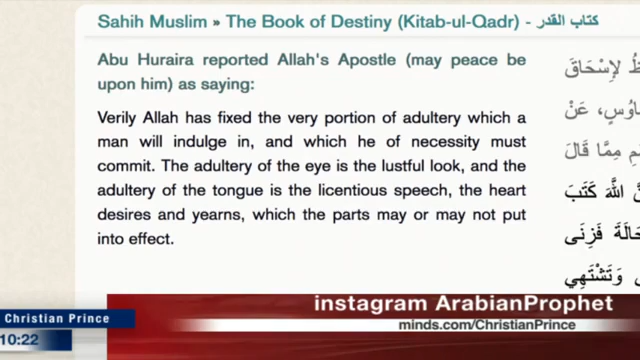 Sahih Muslim » The Book of Destiny (Kitab-ul-Qadr) - كتاب القدر
Abu Huraira reported Allah's Apostle (may peace be
upon him) as saying:
Verily Allah has fixed the very portion of adultery which a
man will indulge in, and which he of necessity must
commit. The adultery of the eye is the lustful look, and the
adultery of the tongue is the licentious speech, the heart
desires and yearns, which the parts may or may not put
into effect.
لإِسْحَاقَ
عَنْ
مِمَّا قَالَ
اللَّهَ كَتَبَ
فَزِنَى
وَتَشْتَهِي
instagram ArabianProphet
Christian Prince
minds.com/ChristianPrince
10:22